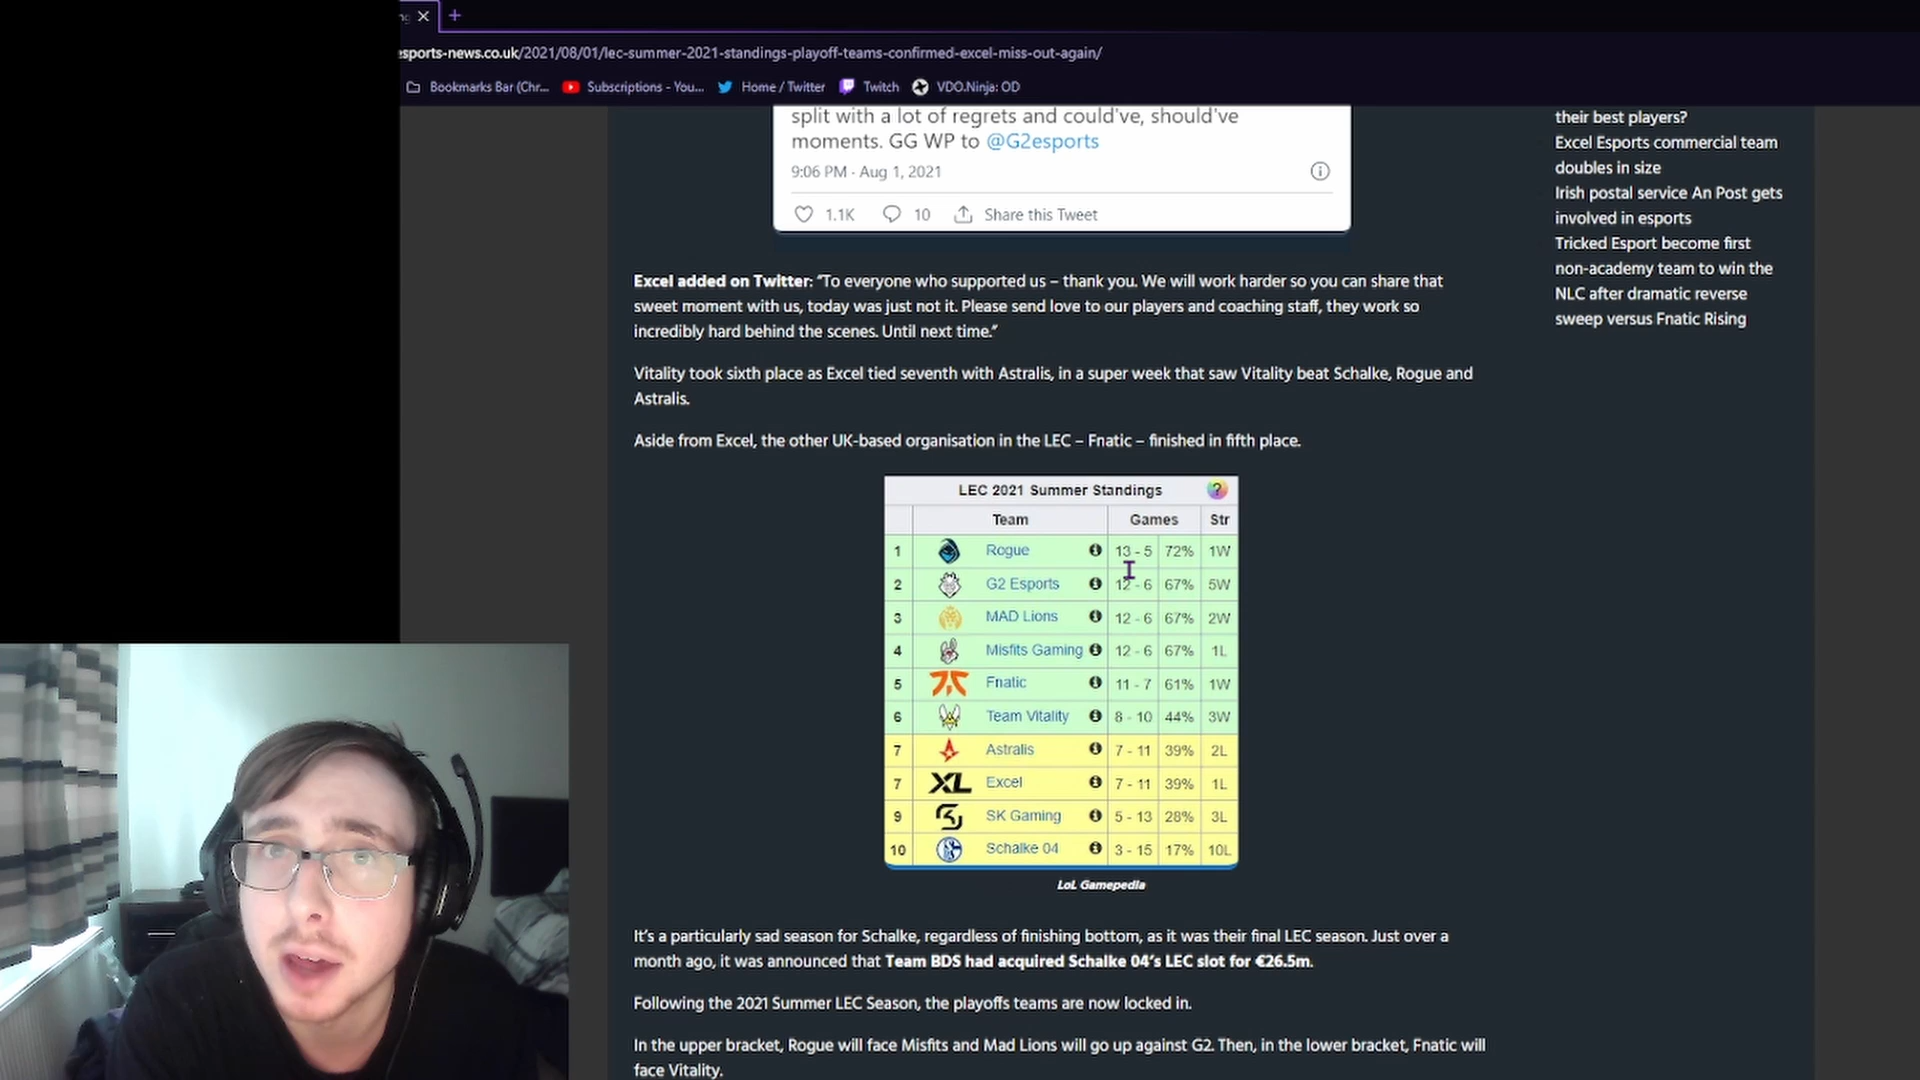 esports-news.co.uk/2021/08/01/lec-summer-2021-standings-playoff-teams-confirmed-excel-miss-out-again/
Bookmarks Bar (Chr... Subscriptions - You... Home / Twitter Twitch VDO.Ninja: OD
split with a lot of regrets and could've, should've
moments. GG WP to @G2esports
9:06 PM · Aug 1, 2021
1.1K 10 Share this Tweet
their best players?
Excel Esports commercial team
doubles in size
Irish postal service An Post gets
involved in esports
Tricked Esport become first
non-academy team to win the
NLC after dramatic reverse
sweep versus Fnatic Rising
Excel added on Twitter: “To everyone who supported us – thank you. We will work harder so you can share that
sweet moment with us, today was just not it. Please send love to our players and coaching staff, they work so
incredibly hard behind the scenes. Until next time.”
Vitality took sixth place as Excel tied seventh with Astralis, in a super week that saw Vitality beat Schalke, Rogue and
Astralis.
Aside from Excel, the other UK-based organisation in the LEC – Fnatic – finished in fifth place.
LEC 2021 Summer Standings ?
Team Games Str
1 Rogue 13 - 5 72% 1W
2 G2 Esports 12 - 6 67% 5W
3 MAD Lions 12 - 6 67% 2W
4 Misfits Gaming 12 - 6 67% 1L
5 Fnatic 11 - 7 61% 1W
6 Team Vitality 8 - 10 44% 3W
7 Astralis 7 - 11 39% 2L
7 XL Excel 7 - 11 39% 1L
9 SK Gaming 5 - 13 28% 3L
10 Schalke 04 3 - 15 17% 10L
LoL Gamepedia
It’s a particularly sad season for Schalke, regardless of finishing bottom, as it was their final LEC season. Just over a
month ago, it was announced that Team BDS had acquired Schalke 04’s LEC slot for €26.5m.
Following the 2021 Summer LEC Season, the playoffs teams are now locked in.
In the upper bracket, Rogue will face Misfits and Mad Lions will go up against G2. Then, in the lower bracket, Fnatic will
face Vitality.